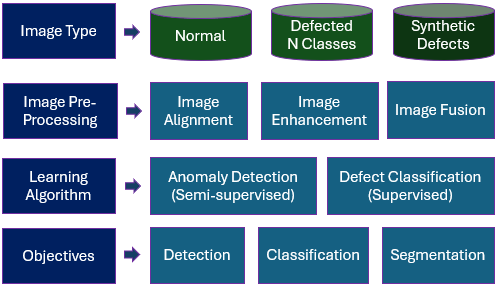 Image Type
Normal
Defected
N Classes
Synthetic
Defects
Image Pre-
Processing
Image
Alignment
Image
Enhancement
Image Fusion
Learning
Algorithm
Anomaly Detection
(Semi-supervised)
Defect Classification
(Supervised)
Objectives
Detection
Classification
Segmentation